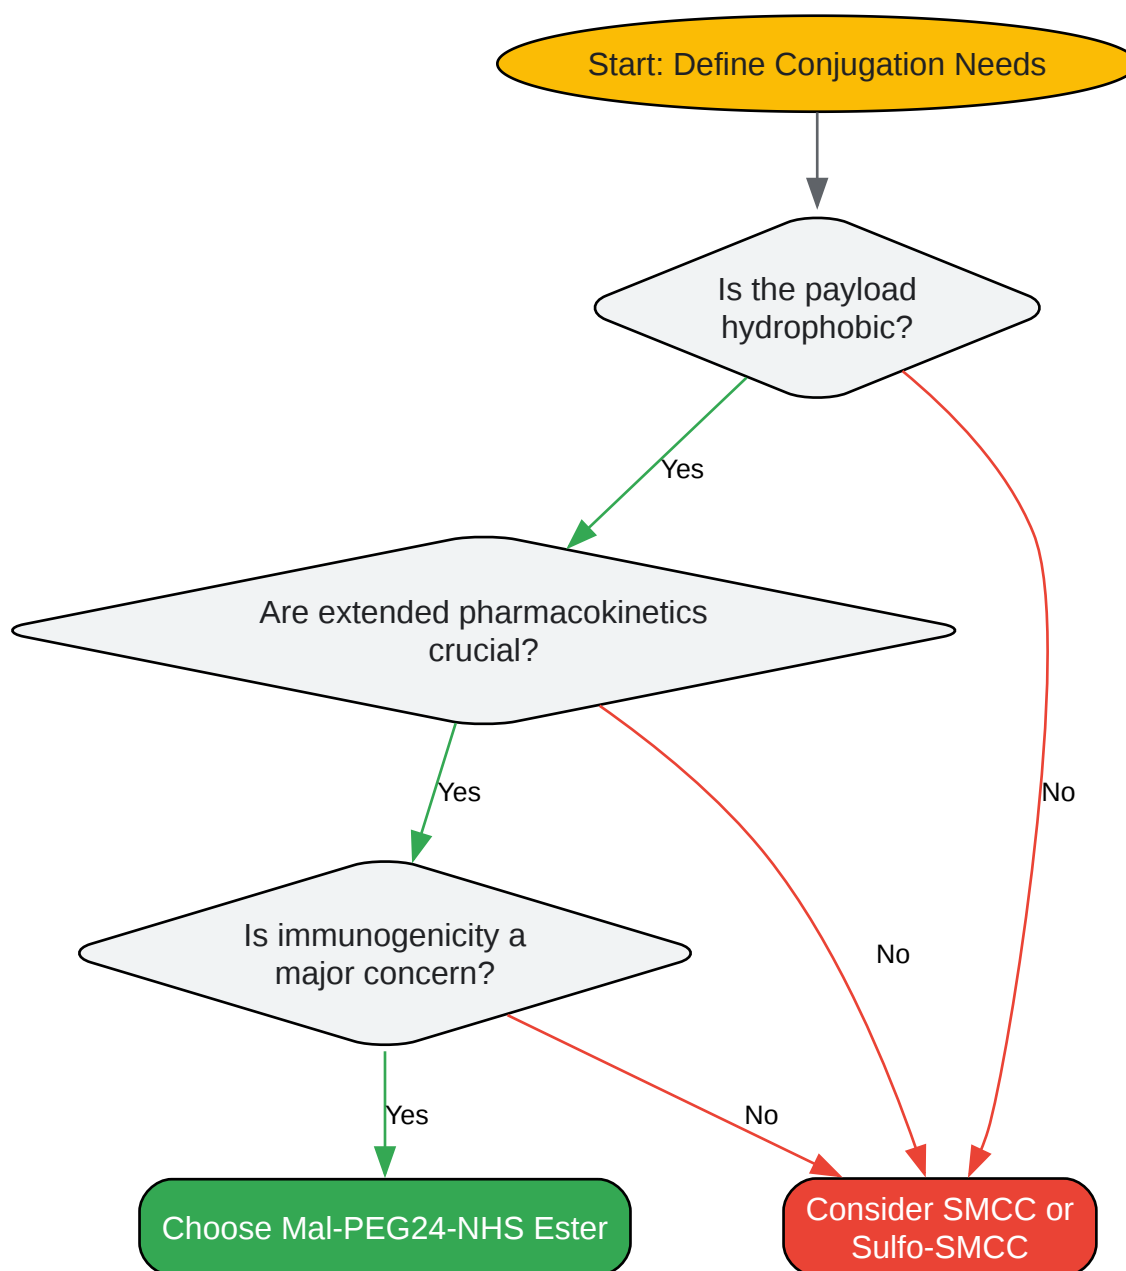 Start: Define Conjugation Needs
Is the payload
hydrophobic?
Yes
Are extended pharmacokinetics
crucial?
Yes
No
Is immunogenicity a
major concern?
No
Yes
No
Choose Mal-PEG24-NHS Ester
Consider SMCC or
Sulfo-SMCC